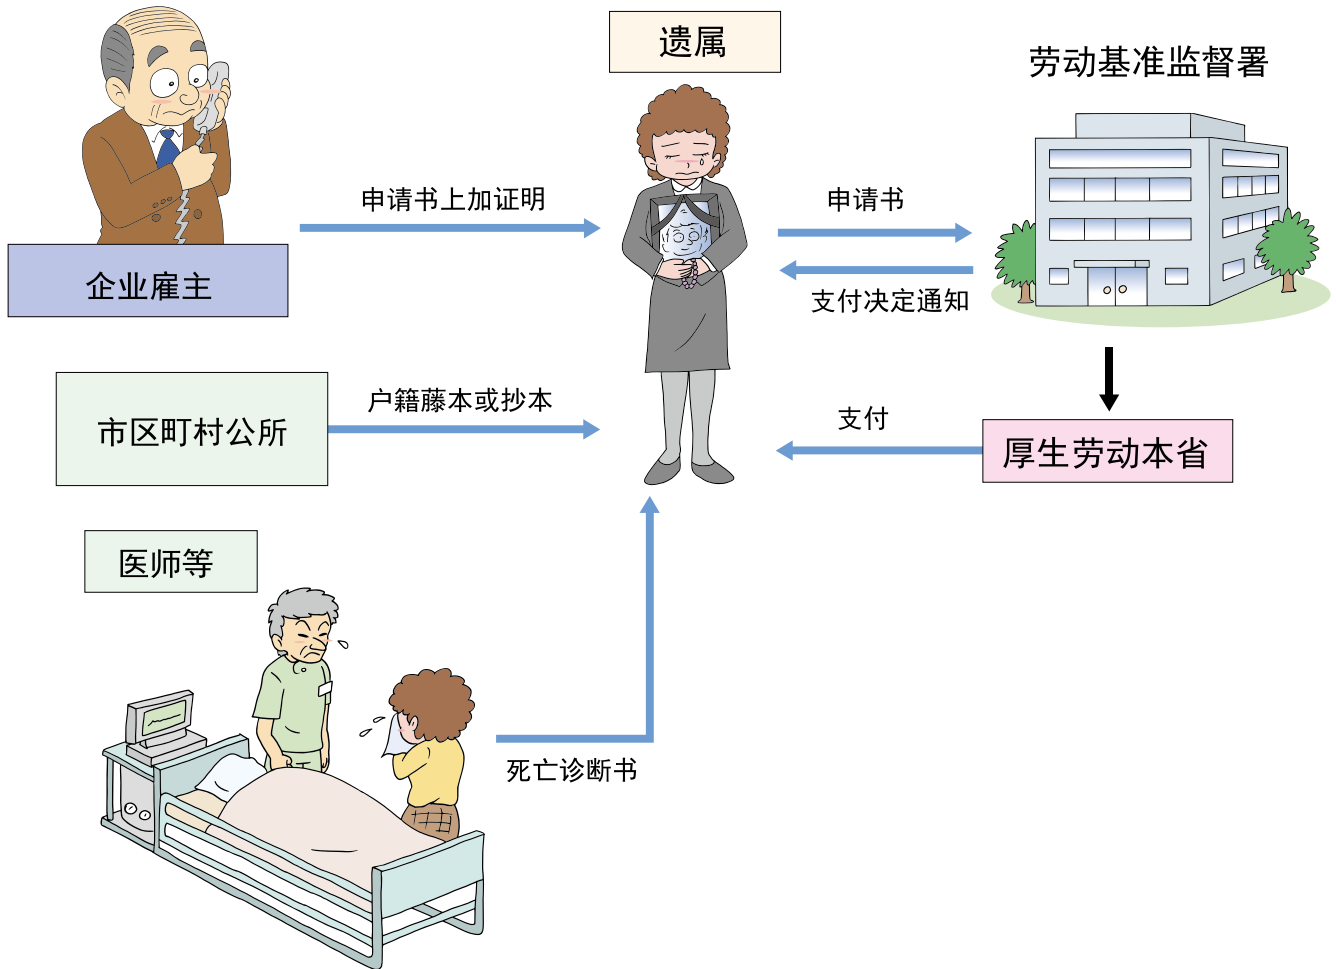 遗属
劳动基准监督署
申请书上加证明
申请书
企业雇主
支付决定通知
户籍藤本或抄本
支付
市区町村公所
厚生劳动本省
医师等
死亡诊断书